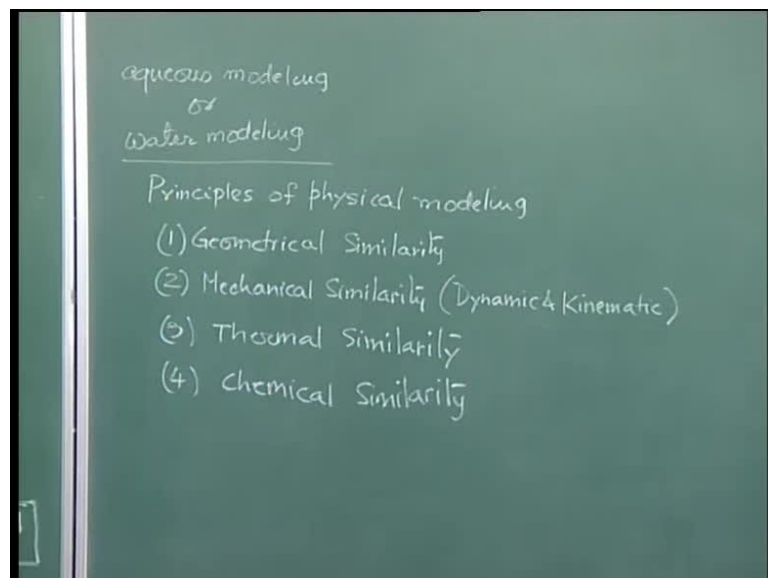 aqueous modeling
or
water modeling
Principles of physical modeling
(1) Geometrical Similarity
(2) Mechanical Similarity (Dynamic & Kinematic)
(3) Thermal Similarity
(4) Chemical Similarity